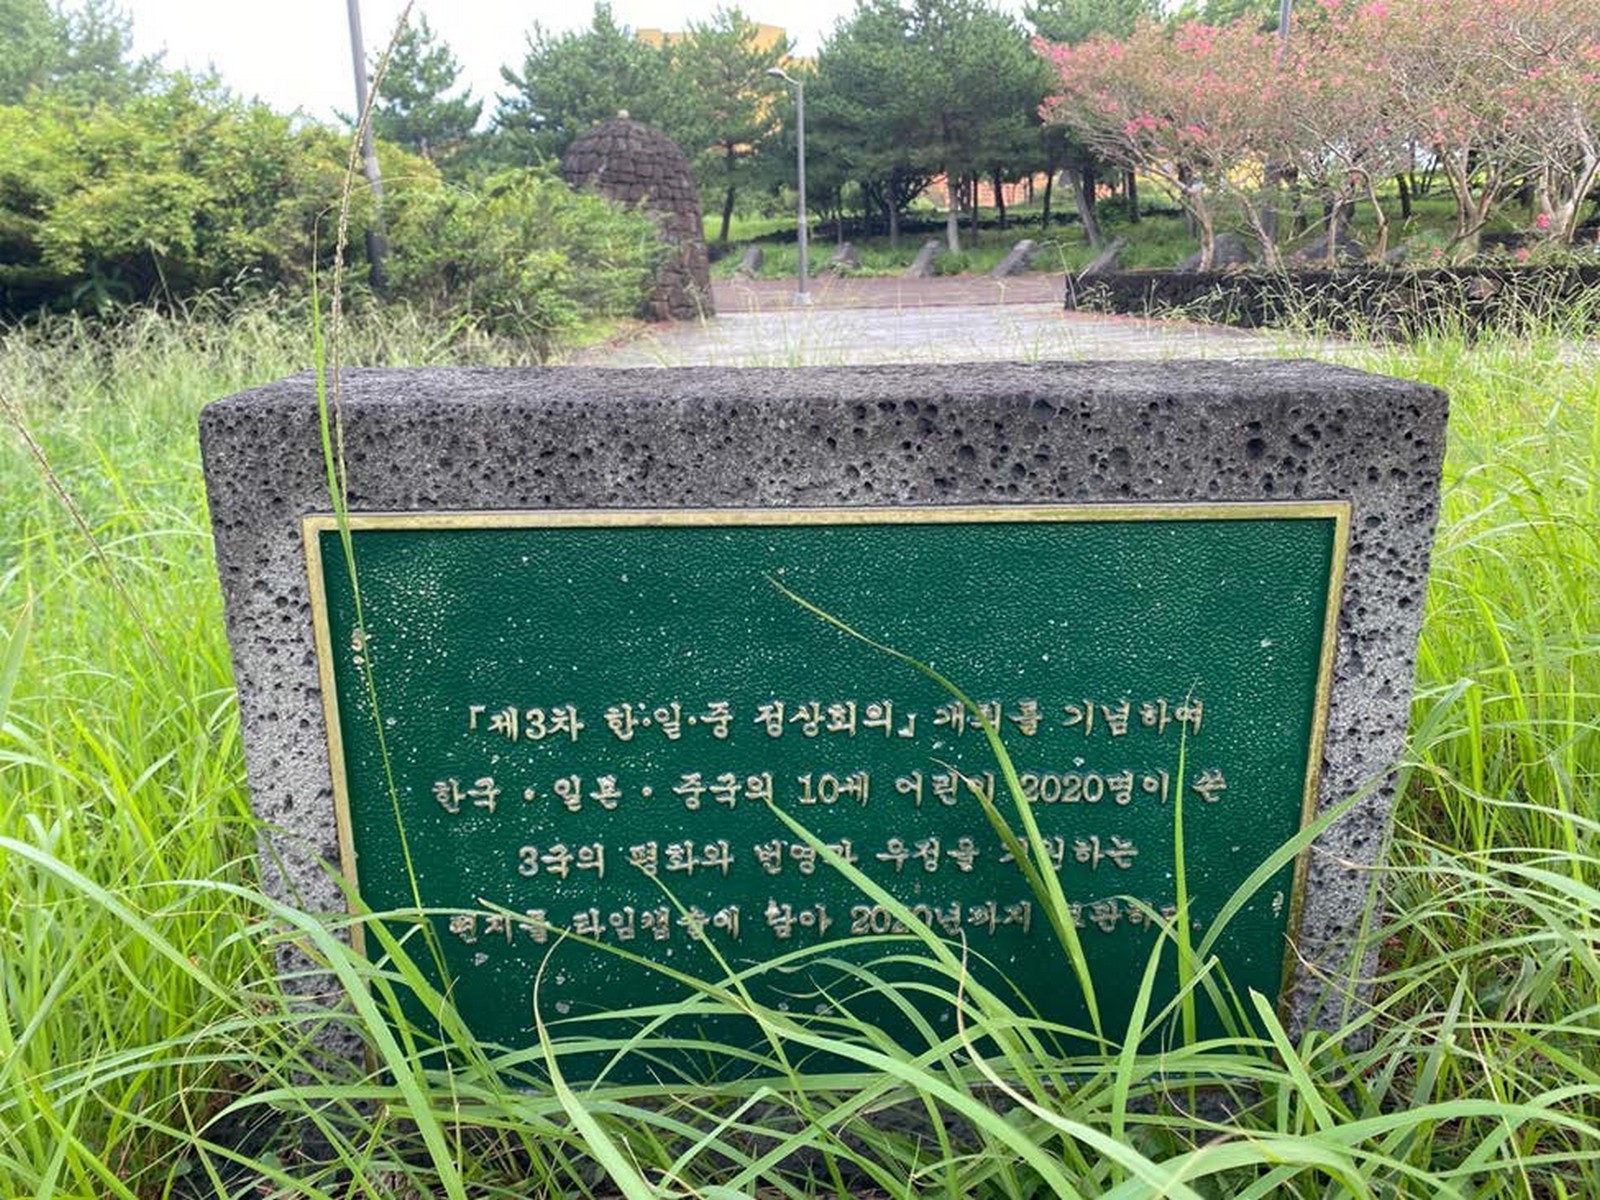 「제3차 한·일·중 정상회의」 개최를 기념하여
한국 · 일본 · 중국의 10세 어린이 2020명이 쓴
3국의 평화와 번영과 우정을 기원하는
편지를 타임캡슐에 담아 2020년까지 보관하다.